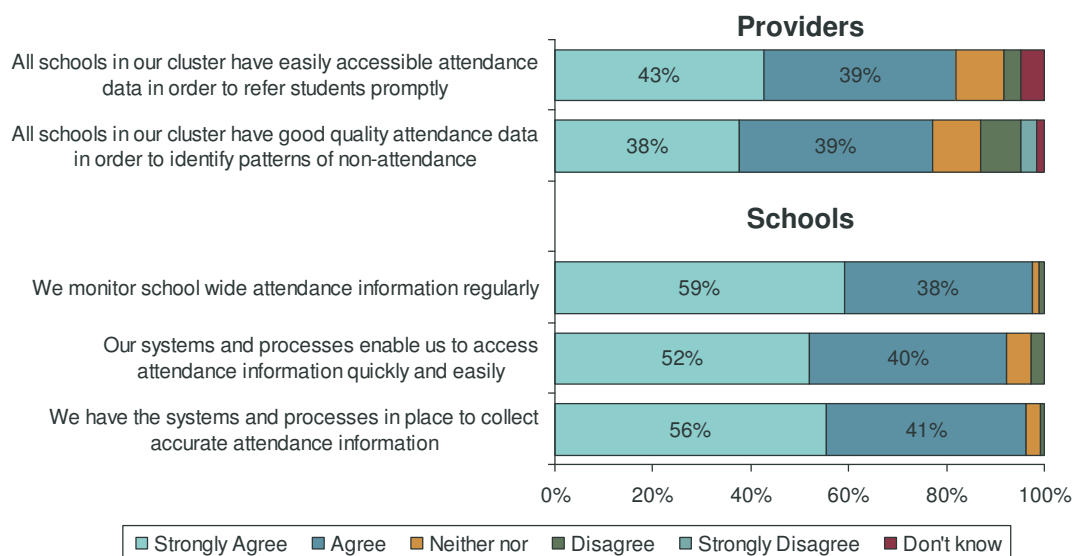 Providers
All schools in our cluster have easily accessible attendance
data in order to refer students promptly
43%
39%
All schools in our cluster have good quality attendance data
in order to identify patterns of non-attendance
38%
39%
Schools
We monitor school wide attendance information regularly
59%
38%
Our systems and processes enable us to access
attendance information quickly and easily
52%
40%
We have the systems and processes in place to collect
accurate attendance information
56%
41%
0% 20% 40% 60% 80% 100%
Strongly Agree Agree Neither nor Disagree Strongly Disagree Don't know